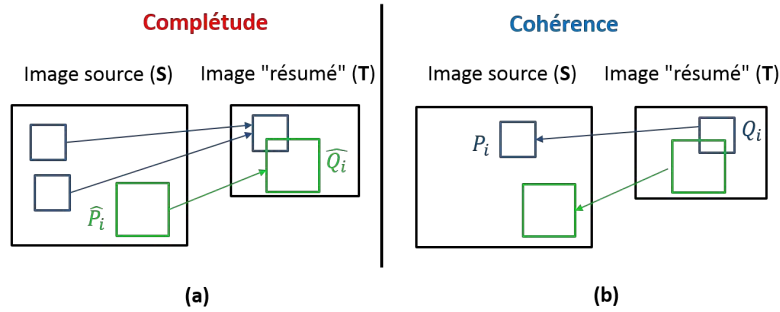 Complétude
Image source (S) Image "résumé" (T)
P̂ᵢ
Q̂ᵢ
(a)
Cohérence
Image source (S) Image "résumé" (T)
Pᵢ
Qᵢ
(b)